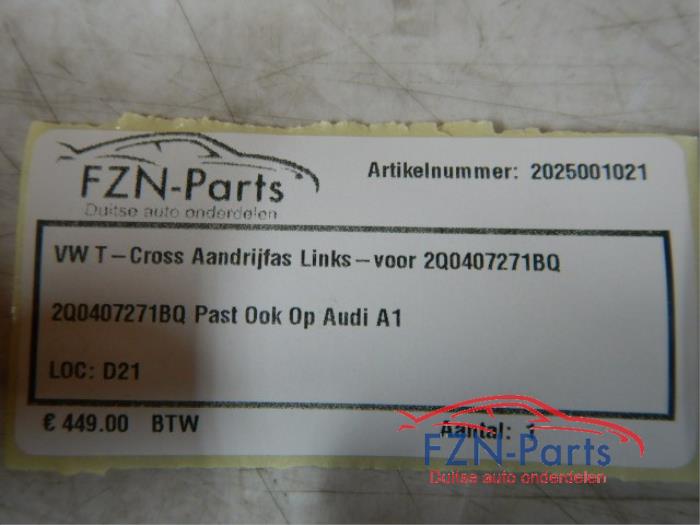 FZN-Parts
Duitse auto onderdelen
Artikelnummer: 2025001021
VW T-Cross Aandrijfas Links-voor 2Q0407271BQ
2Q0407271BQ Past Ook Op Audi A1
LOC: D21
€ 449.00 BTW
Aantal: 1
FZN-Parts
Duitse auto onderdelen